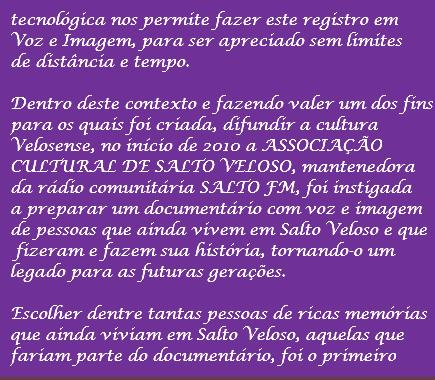 tecnológica nos permite fazer este registro em
Voz e Imagem, para ser apreciado sem limites
de distância e tempo.
Dentro deste contexto e fazendo valer um dos fins
para os quais foi criada, difundir a cultura
Velosense, no início de 2010 a ASSOCIAÇÃO
CULTURAL DE SALTO VELOSO, mantenedora
da rádio comunitária SALTO FM, foi instigada
a preparar um documentário com voz e imagem
de pessoas que ainda vivem em Salto Veloso e que
fizeram e fazem sua história, tornando-o um
legado para as futuras gerações.
Escolher dentre tantas pessoas de ricas memórias
que ainda viviam em Salto Veloso, aquelas que
fariam parte do documentário, foi o primeiro